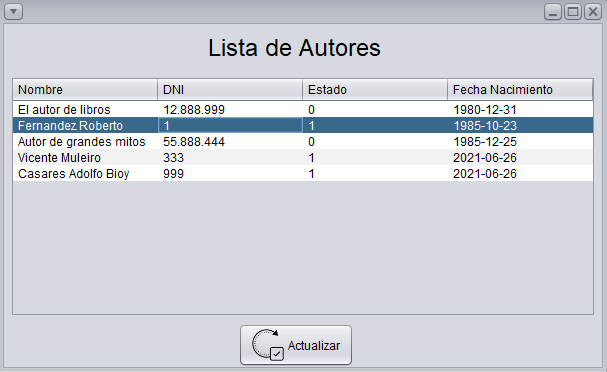 Lista de Autores
Nombre DNI Estado Fecha Nacimiento
El autor de libros 12.888.999 0 1980-12-31
Fernandez Roberto 1 1 1985-10-23
Autor de grandes mitos 55.888.444 0 1985-12-25
Vicente Muleiro 333 1 2021-06-26
Casares Adolfo Bioy 999 1 2021-06-26
Actualizar